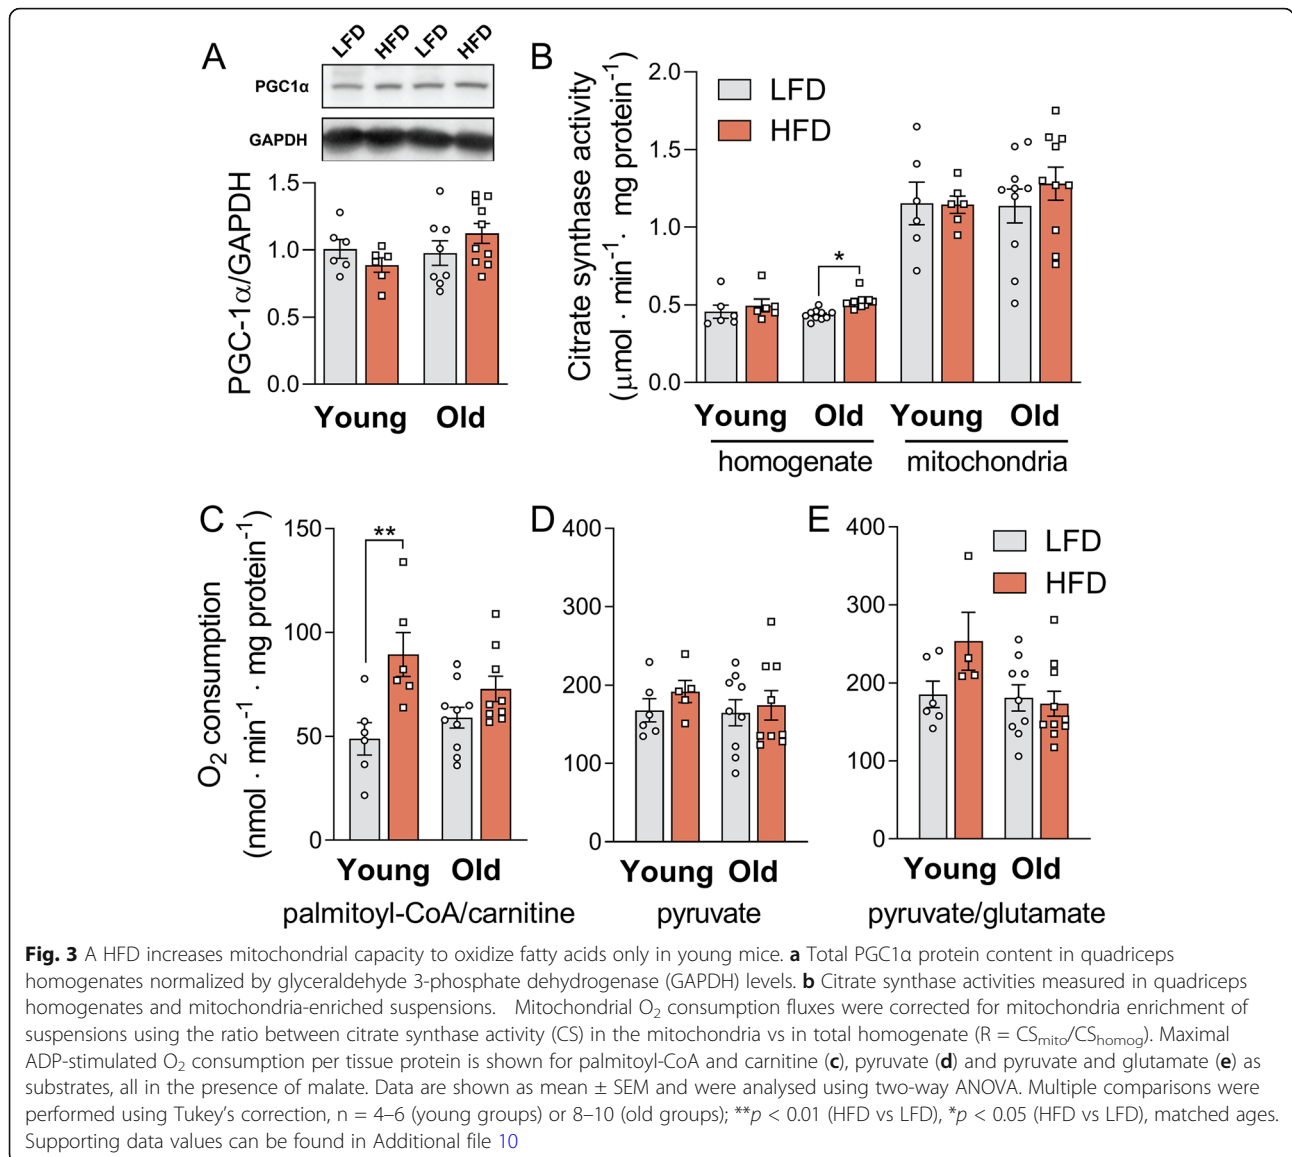 A
LFD HFD LFD HFD
PGC1α
GAPDH
PGC-1α/GAPDH
1.5
1.0
0.5
0.0
Young Old
B
Citrate synthase activity
(μmol · min⁻¹ · mg protein⁻¹)
2.0
1.5
1.0
0.5
0.0
LFD
HFD
*
Young Old Young Old
homogenate mitochondria
C
O₂ consumption
(nmol · min⁻¹ · mg protein⁻¹)
150
100
50
0
**
Young Old
palmitoyl-CoA/carnitine
D
400
300
200
100
0
Young Old
pyruvate
E
400
300
200
100
0
LFD
HFD
Young Old
pyruvate/glutamate
Fig. 3 A HFD increases mitochondrial capacity to oxidize fatty acids only in young mice. a Total PGC1α protein content in quadriceps
homogenates normalized by glyceraldehyde 3-phosphate dehydrogenase (GAPDH) levels. b Citrate synthase activities measured in quadriceps
homogenates and mitochondria-enriched suspensions. Mitochondrial O₂ consumption fluxes were corrected for mitochondria enrichment of
suspensions using the ratio between citrate synthase activity (CS) in the mitochondria vs in total homogenate (R = CSmito/CShomog). Maximal
ADP-stimulated O₂ consumption per tissue protein is shown for palmitoyl-CoA and carnitine (c), pyruvate (d) and pyruvate and glutamate (e) as
substrates, all in the presence of malate. Data are shown as mean ± SEM and were analysed using two-way ANOVA. Multiple comparisons were
performed using Tukey's correction, n = 4–6 (young groups) or 8–10 (old groups); **p < 0.01 (HFD vs LFD), *p < 0.05 (HFD vs LFD), matched ages.
Supporting data values can be found in Additional file 10